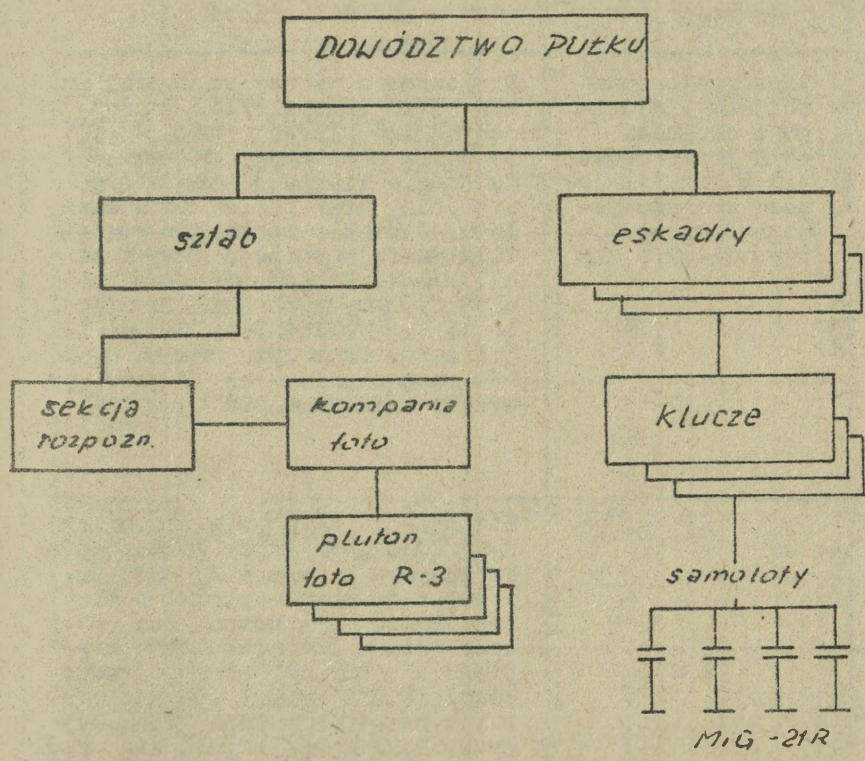 DOWÓDZTWO PUŁKU
sztab
eskadry
sekcja
rozpozn.
kompania
foto
klucze
pluton
foto R-3
samoloty
MiG-21R